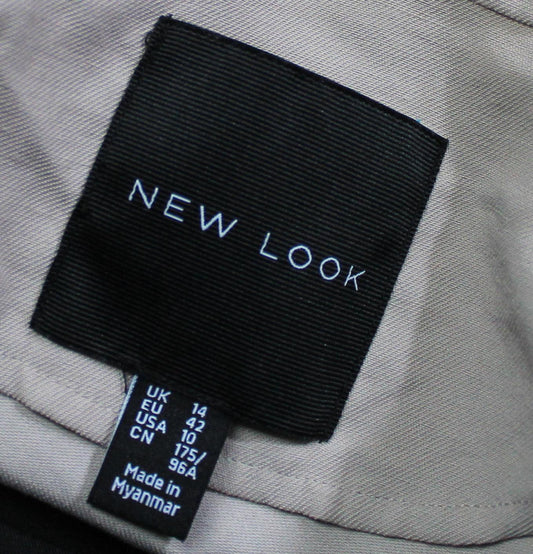 NEW LOOK
UK 14
EU 42
USA 10
CN 175/
96A
Made in
Myanmar